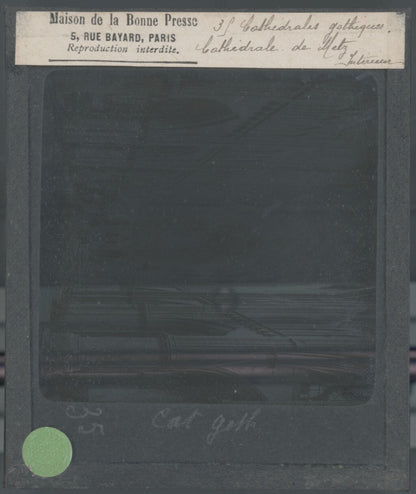 Maison de la Bonne Presse
5, RUE BAYARD, PARIS
Reproduction interdite.
35 Cathédrales gothiques.
Cathédrale de Metz
Intérieur
35
Cat goth